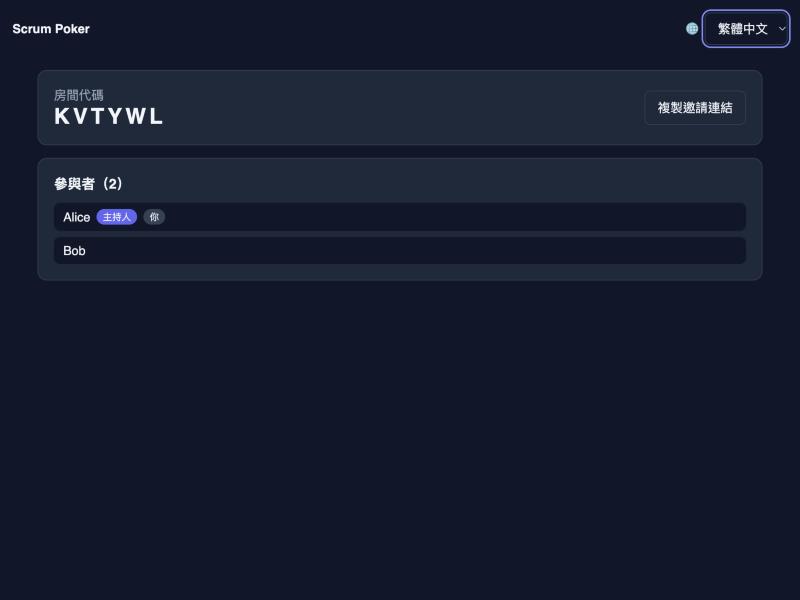 Scrum Poker
繁體中文
房間代碼
KVTYWL
複製邀請連結
參與者（2）
Alice 主持人 你
Bob